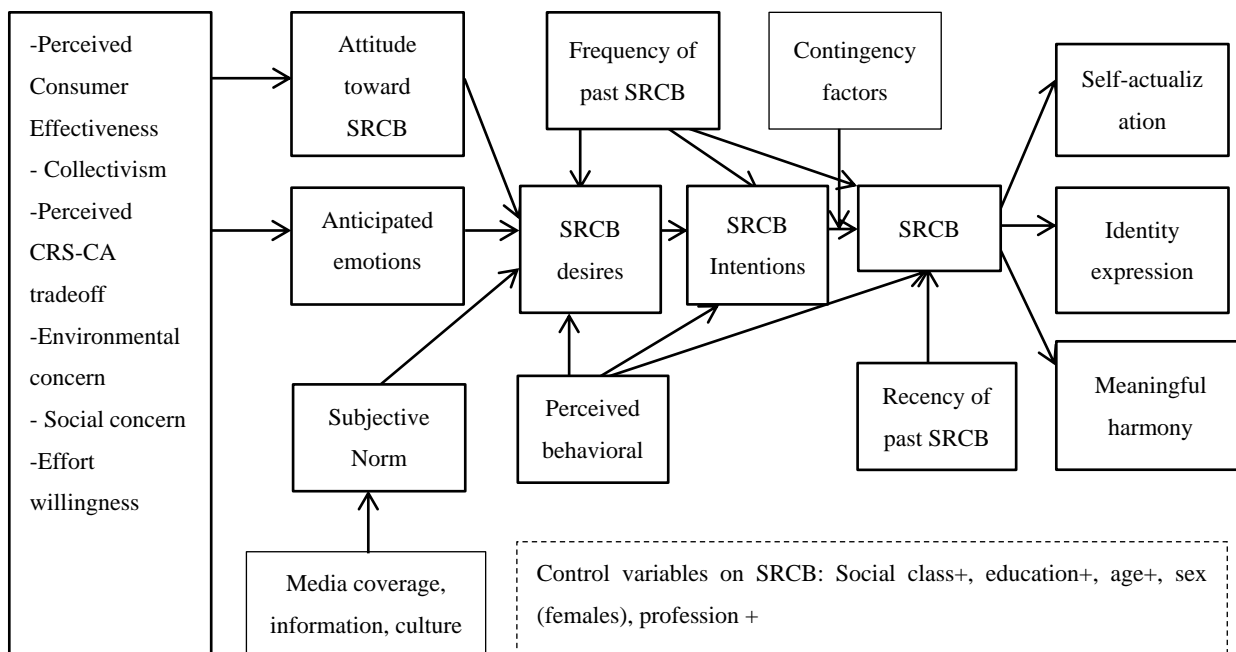 -Perceived
Consumer
Effectiveness
- Collectivism
-Perceived
CRS-CA
tradeoff
-Environmental
concern
- Social concern
-Effort
willingness
Attitude
toward
SRCB
Anticipated
emotions
Subjective
Norm
Media coverage,
information, culture
Frequency of
past SRCB
SRCB
desires
Perceived
behavioral
SRCB
Intentions
Contingency
factors
SRCB
Recency of
past SRCB
Self-actualiz
ation
Identity
expression
Meaningful
harmony
Control variables on SRCB: Social class+, education+, age+, sex
(females), profession +